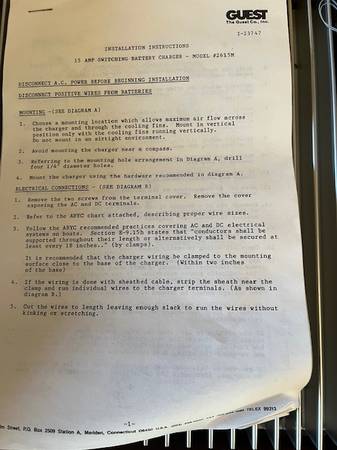 GUEST
The Guest Co., Inc.
I-23747
INSTALLATION INSTRUCTIONS
15 AMP SWITCHING BATTERY CHARGER - MODEL #2615M
DISCONNECT A.C. POWER BEFORE BEGINNING INSTALLATION
DISCONNECT POSITIVE WIRES FROM BATTERIES
MOUNTING -(SEE DIAGRAM A)
1. Choose a mounting location which allows maximum air flow across
the charger and through the cooling fins. Mount in vertical
position only with the cooling fins running vertically.
Do not mount in an airtight environment.
2. Avoid mounting the charger near a compass.
3. Referring to the mounting hole arrangement in Diagram A, drill
four 1/4" diameter holes.
4. Mount the charger using the hardware recommended in diagram A.
ELECTRICAL CONNECTIONS - (SEE DIAGRAM B)
1. Remove the two screws from the terminal cover. Remove the cover
exposing the AC and DC terminals.
2. Refer to the ABYC chart attached, describing proper wire sizes.
3. Follow the ABYC recommended practices covering AC and DC electrical
systems on boats. Section E-9.15h states that "conductors shall be
supported throughout their length or alternatively shall be secured at
least every 18 inches.." (by clamps).
It is recommended that the charger wiring be clamped to the mounting
surface close to the base of the charger. (Within two inches
of the base)
4. If the wiring is done with sheathed cable, strip the sheath near the
clamp and run individual wires to the charger terminals. (As shown in
diagram B.)
5. Cut the wires to length leaving enough slack to run the wires without
kinking or stretching.
-1-
Street, P.O. Box 2509 Station A, Meriden, Connecticut 06450 U.S.A. TELEX 99313